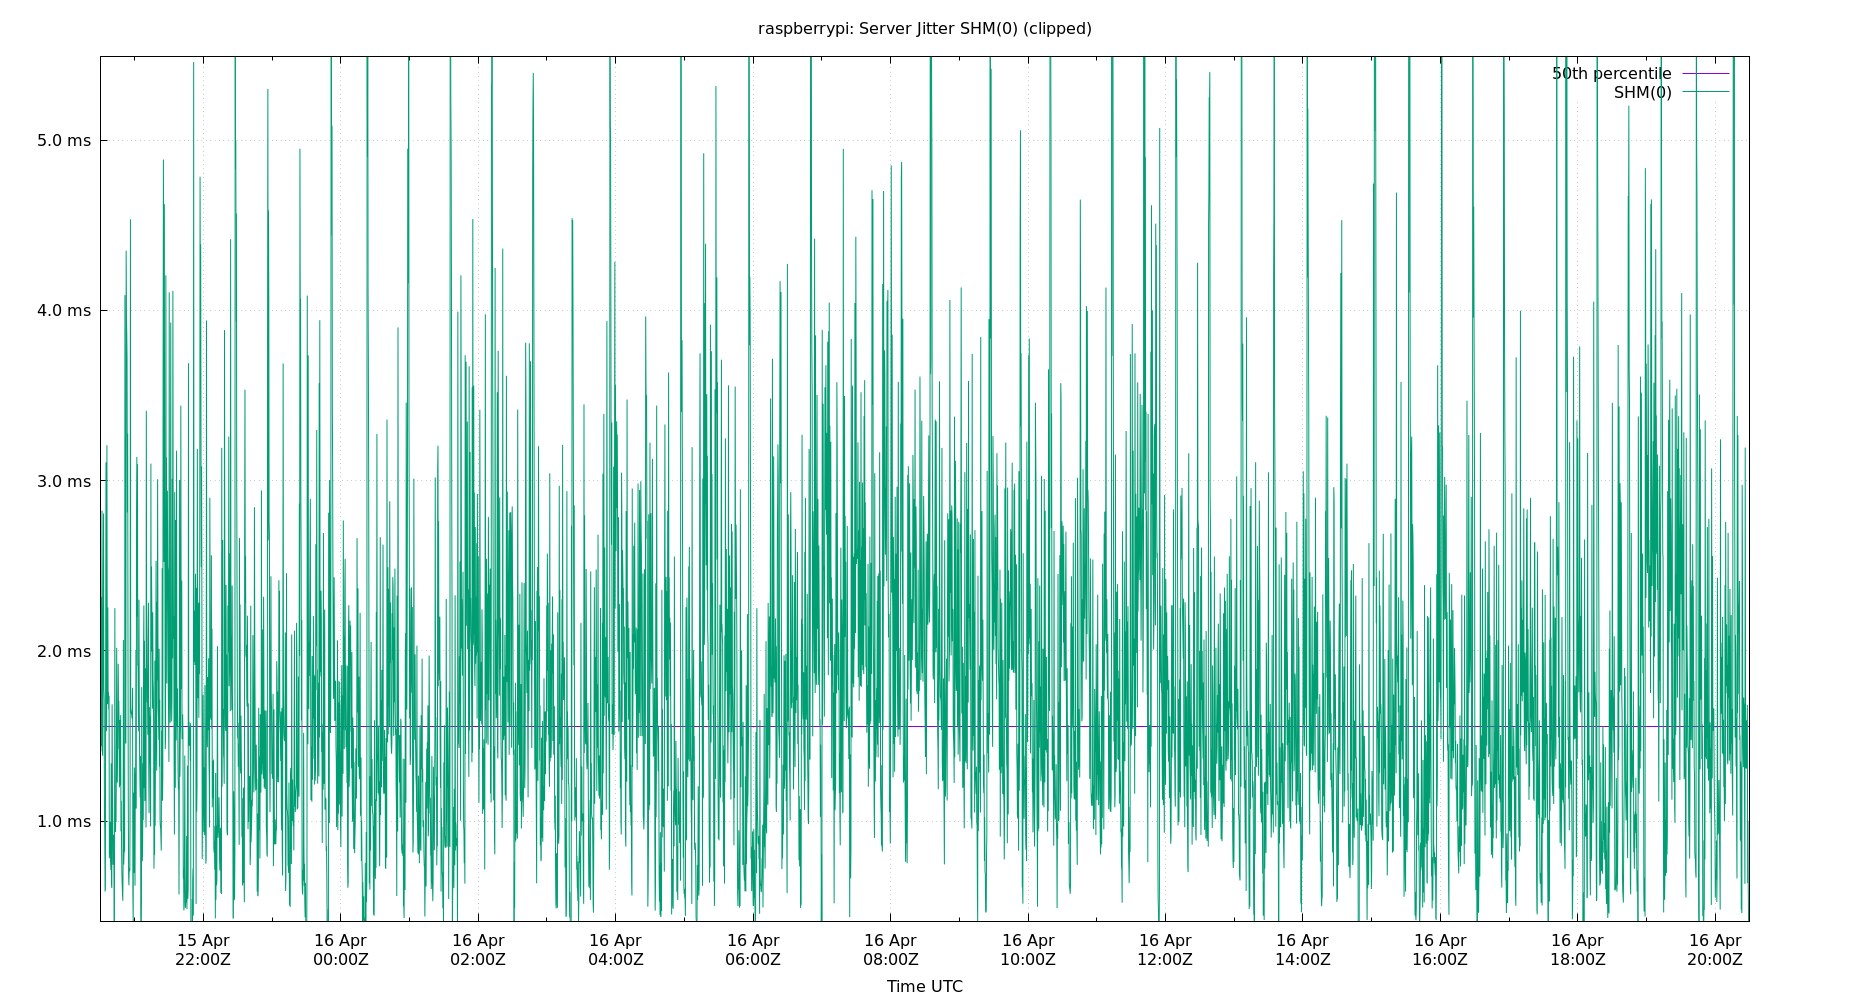 raspberrypi: Server Jitter SHM(0) (clipped)
50th percentile
SHM(0)
5.0 ms
4.0 ms
3.0 ms
2.0 ms
1.0 ms
15 Apr 16 Apr 16 Apr 16 Apr 16 Apr 16 Apr 16 Apr 16 Apr 16 Apr 16 Apr 16 Apr 16 Apr
22:00Z 00:00Z 02:00Z 04:00Z 06:00Z 08:00Z 10:00Z 12:00Z 14:00Z 16:00Z 18:00Z 20:00Z
Time UTC